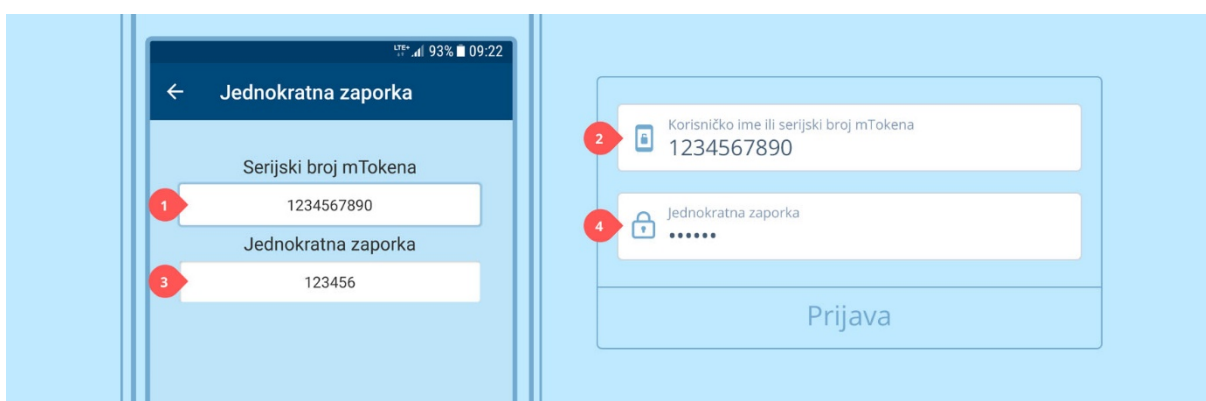 LTE+ 93% 09:22
Jednokratna zaporka
Serijski broj mTokena
1
1234567890
Jednokratna zaporka
3
123456
2
Korisničko ime ili serijski broj mTokena
1234567890
4
Jednokratna zaporka
••••••
Prijava